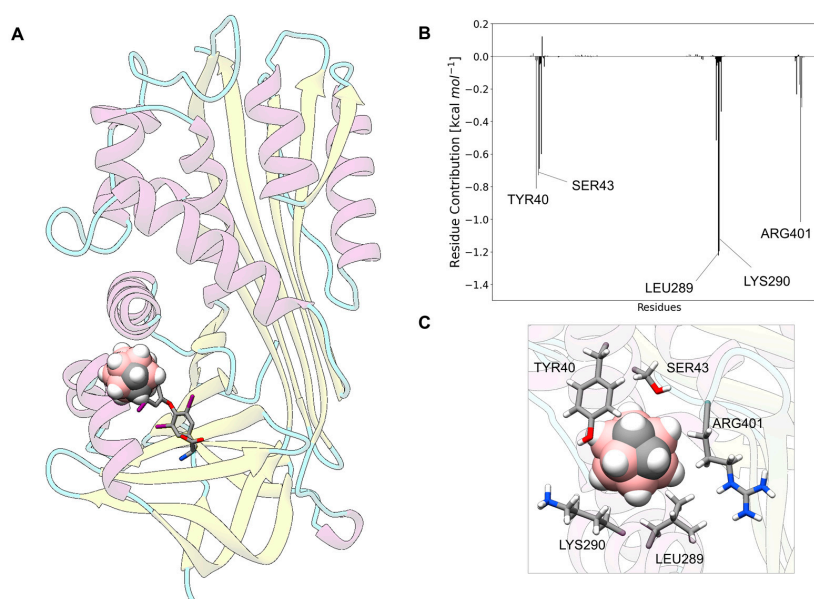 A
B
Residue Contribution [kcal mol⁻¹]
0.2
0.0
−0.2
−0.4
−0.6
−0.8
−1.0
−1.2
−1.4
TYR40
SER43
LEU289
LYS290
ARG401
Residues
C
TYR40
SER43
ARG401
LYS290
LEU289